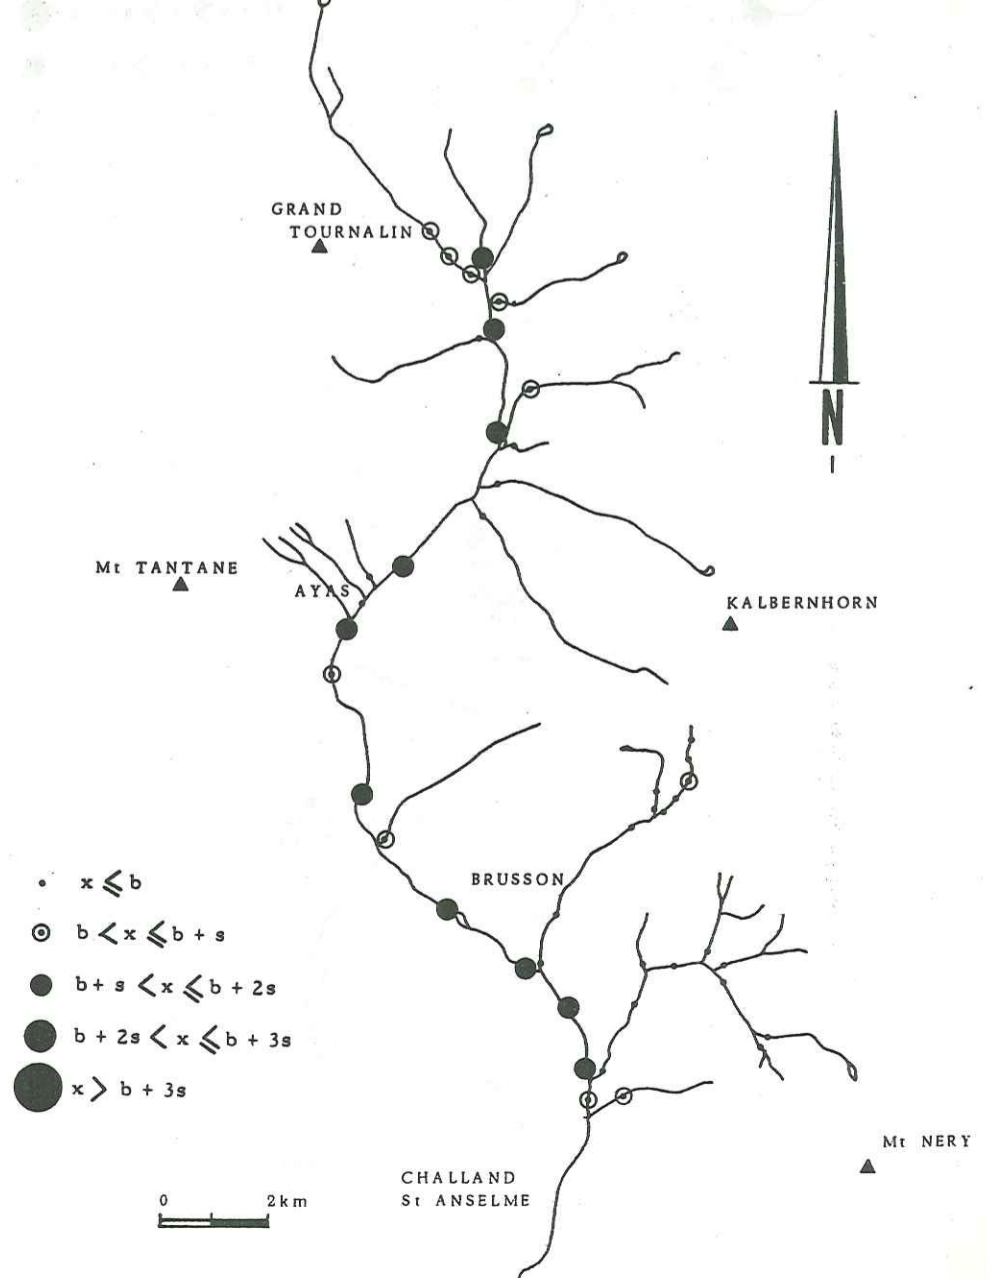 GRAND
TOURNALIN
Mt TANTANE
AYAS
KALBERNHORN
N
BRUSSON
x ≤ b
b < x ≤ b + s
b + s < x ≤ b + 2s
b + 2s < x ≤ b + 3s
x > b + 3s
Mt NERY
CHALLAND
St ANSELME
0 2km